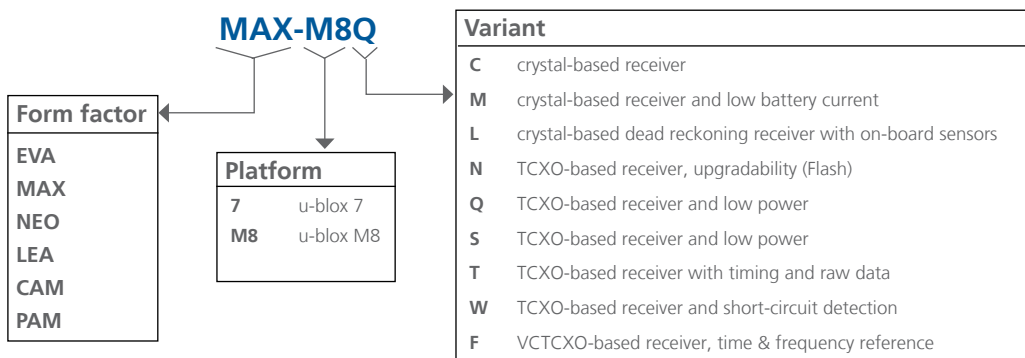 MAX-M8Q
Form factor
EVA
MAX
NEO
LEA
CAM
PAM
Platform
7 u-blox 7
M8 u-blox M8
Variant
C crystal-based receiver
M crystal-based receiver and low battery current
L crystal-based dead reckoning receiver with on-board sensors
N TCXO-based receiver, upgradability (Flash)
Q TCXO-based receiver and low power
S TCXO-based receiver and low power
T TCXO-based receiver with timing and raw data
W TCXO-based receiver and short-circuit detection
F VCTCXO-based receiver, time & frequency reference